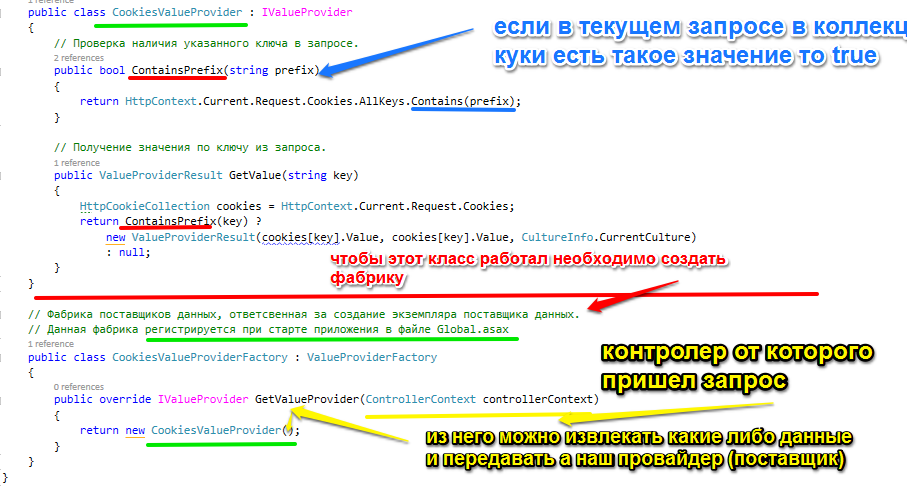 1 reference
public class CookiesValueProvider : IValueProvider
{
если в текущем запросе в коллекц
куки есть такое значение то true
// Проверка наличия указанного ключа в запросе.
2 references
public bool ContainsPrefix(string prefix)
{
return HttpContext.Current.Request.Cookies.AllKeys.Contains(prefix);
}
// Получение значения по ключу из запроса.
1 reference
public ValueProviderResult GetValue(string key)
{
HttpCookieCollection cookies = HttpContext.Current.Request.Cookies;
return ContainsPrefix(key) ?
new ValueProviderResult(cookies[key].Value, cookies[key].Value, CultureInfo.CurrentCulture)
: null;
}
}
чтобы этот класс работал необходимо создать
фабрику
// Фабрика поставщиков данных, ответсвенная за создание экземпляра поставщика данных.
// Данная фабрика регистрируется при старте приложения в файле Global.asax
1 reference
public class CookiesValueProviderFactory : ValueProviderFactory
{
контролер от которого
пришел запрос
0 references
public override IValueProvider GetValueProvider(ControllerContext controllerContext)
{
return new CookiesValueProvider();
}
из него можно извлекать какие либо данные
и передавать а наш провайдер (поставщик)
}
}